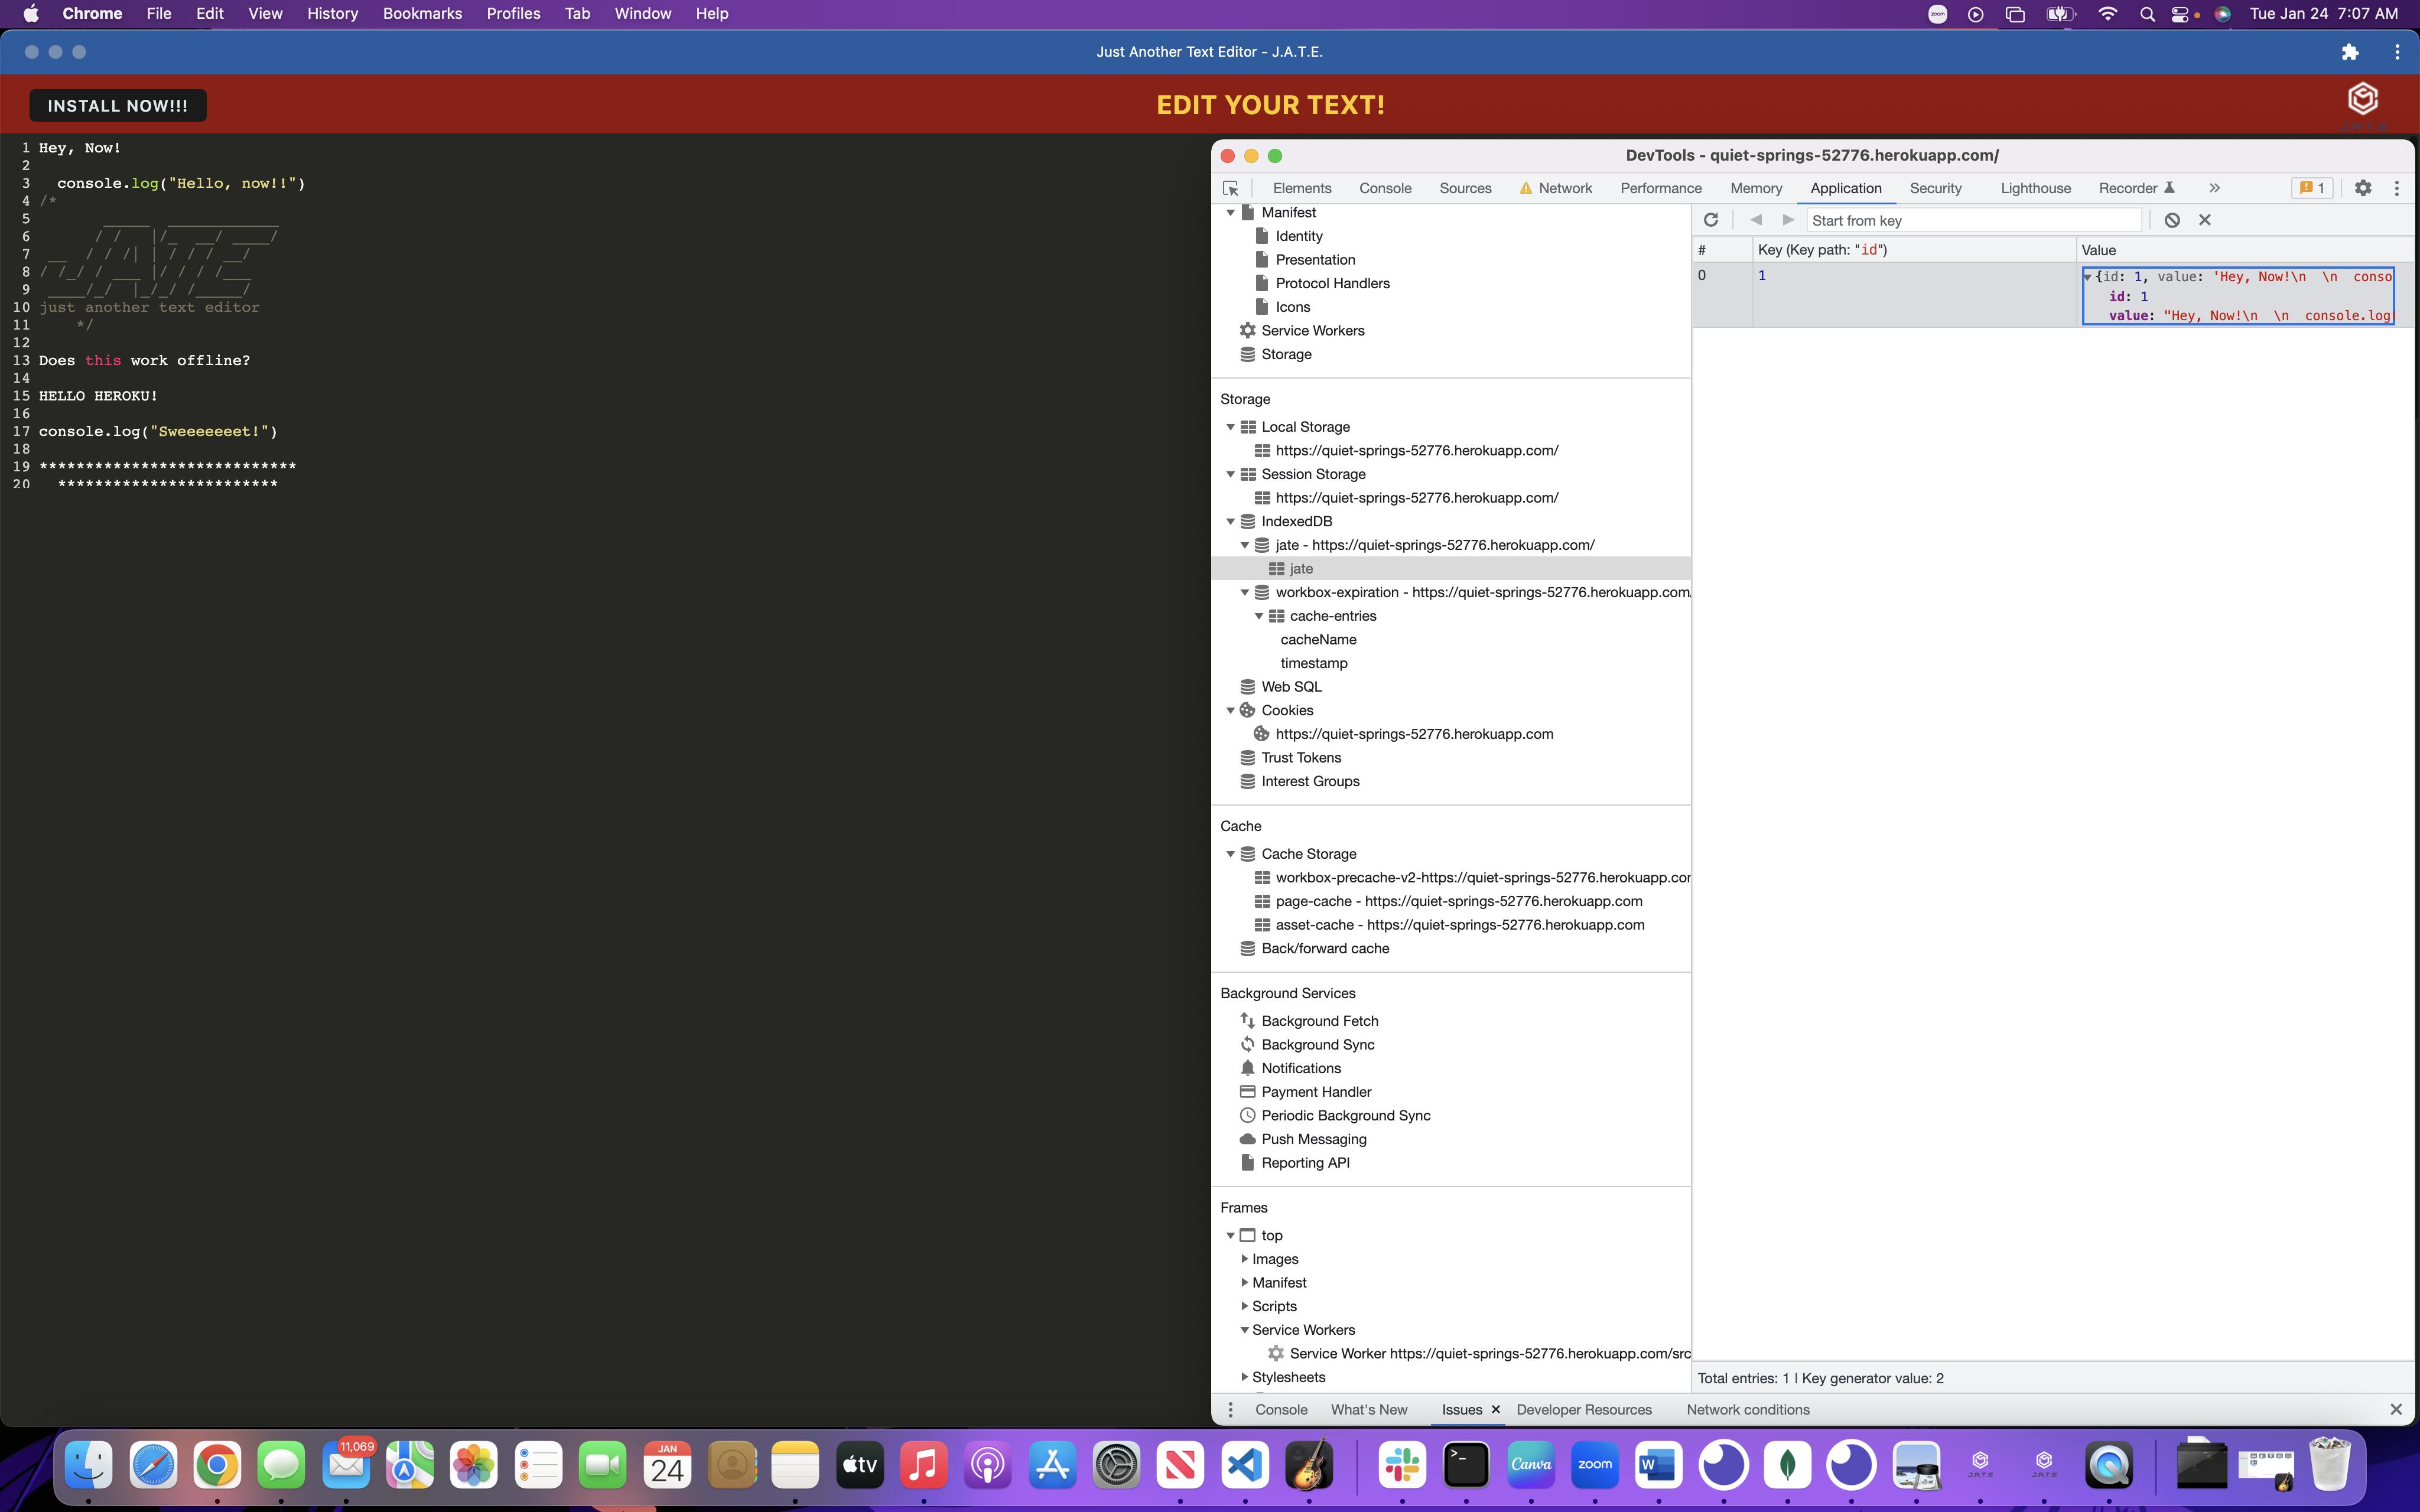 Chrome File Edit View History Bookmarks Profiles Tab Window Help
zoom
Tue Jan 24 7:07 AM
Just Another Text Editor - J.A.T.E.
INSTALL NOW!!!
EDIT YOUR TEXT!
J.A.T.E
1 Hey, Now!
2
3 console.log("Hello, now!!")
4 /*
5
6
7
8
9
10 just another text editor
11 */
12
13 Does this work offline?
14
15 HELLO HEROKU!
16
17 console.log("Sweeeeeeet!")
18
19 ****************************
20 ************************
DevTools - quiet-springs-52776.herokuapp.com/
Elements Console Sources Network Performance Memory Application Security Lighthouse Recorder » 1
Manifest
Identity
Presentation
Protocol Handlers
Icons
Service Workers
Storage
Storage
Local Storage
https://quiet-springs-52776.herokuapp.com/
Session Storage
https://quiet-springs-52776.herokuapp.com/
IndexedDB
jate - https://quiet-springs-52776.herokuapp.com/
jate
workbox-expiration - https://quiet-springs-52776.herokuapp.com/
cache-entries
cacheName
timestamp
Web SQL
Cookies
https://quiet-springs-52776.herokuapp.com
Trust Tokens
Interest Groups
Cache
Cache Storage
workbox-precache-v2-https://quiet-springs-52776.herokuapp.cor
page-cache - https://quiet-springs-52776.herokuapp.com
asset-cache - https://quiet-springs-52776.herokuapp.com
Back/forward cache
Background Services
Background Fetch
Background Sync
Notifications
Payment Handler
Periodic Background Sync
Push Messaging
Reporting API
Frames
top
Images
Manifest
Scripts
Service Workers
Service Worker https://quiet-springs-52776.herokuapp.com/src
Stylesheets
Start from key
# Key (Key path: "id") Value
0 1 {id: 1, value: 'Hey, Now!\n \n conso
id: 1
value: "Hey, Now!\n \n console.log
Total entries: 1 | Key generator value: 2
Console What's New Issues Developer Resources Network conditions
11,069
JAN
24
tv
Canva
zoom
W
J.A.T.E
J.A.T.E